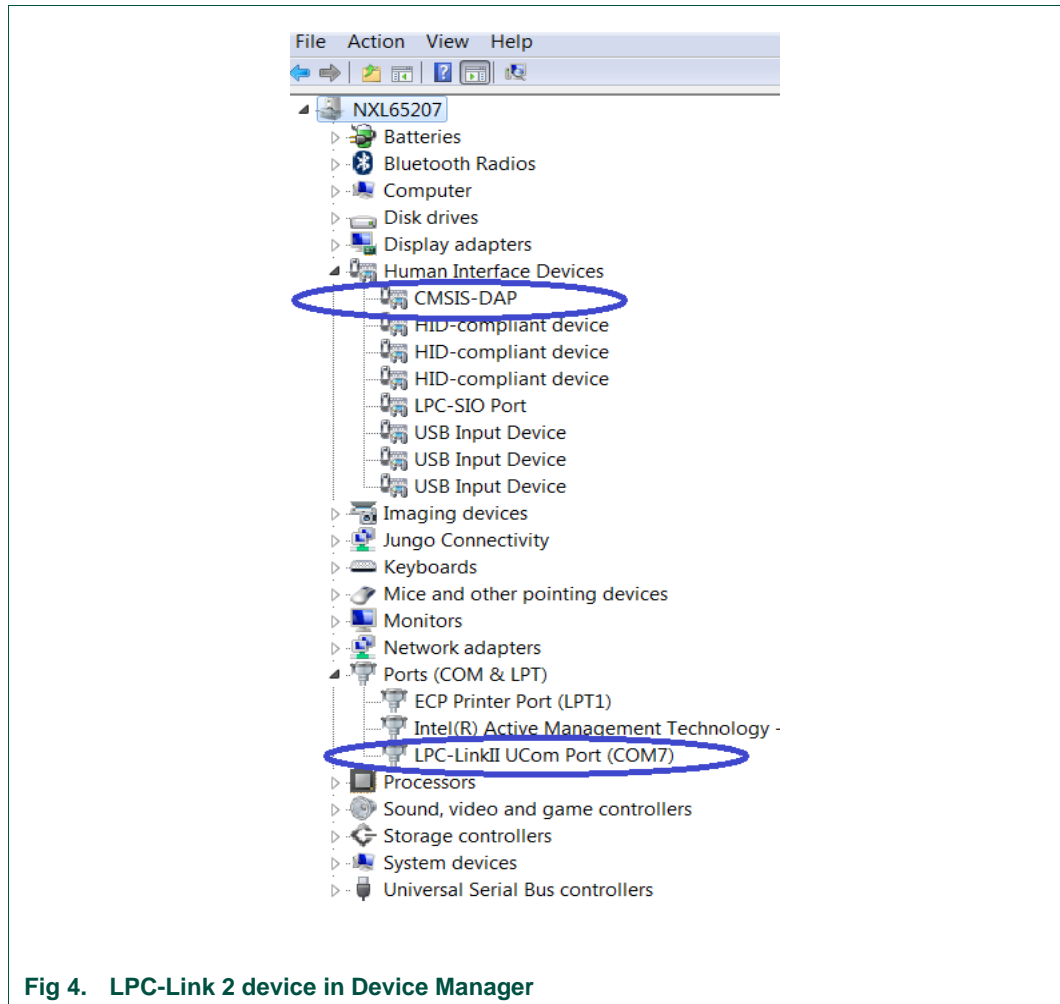 File Action View Help
NXL65207
Batteries
Bluetooth Radios
Computer
Disk drives
Display adapters
Human Interface Devices
CMSIS-DAP
HID-compliant device
HID-compliant device
HID-compliant device
LPC-SIO Port
USB Input Device
USB Input Device
USB Input Device
Imaging devices
Jungo Connectivity
Keyboards
Mice and other pointing devices
Monitors
Network adapters
Ports (COM & LPT)
ECP Printer Port (LPT1)
Intel(R) Active Management Technology -
LPC-LinkII UCom Port (COM7)
Processors
Sound, video and game controllers
Storage controllers
System devices
Universal Serial Bus controllers
Fig 4. LPC-Link 2 device in Device Manager